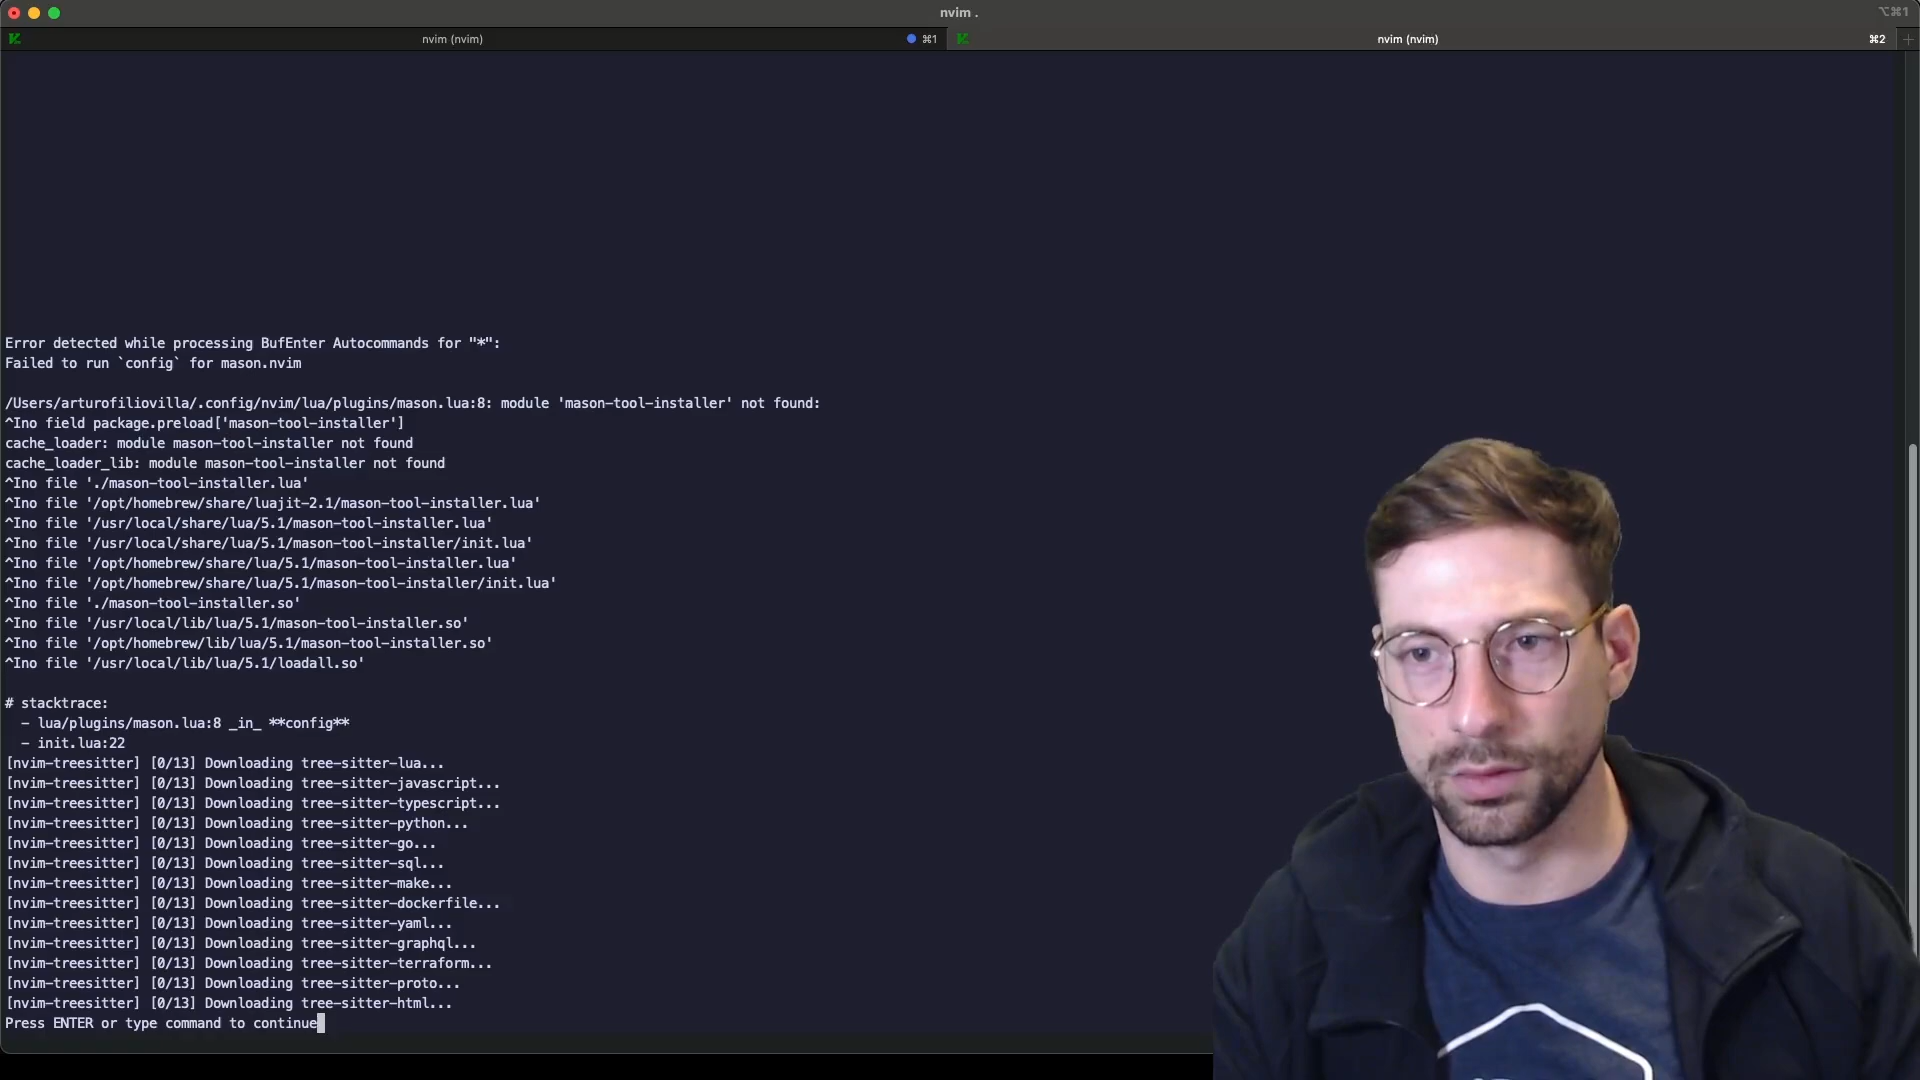 nvim .
⌥⌘1
nvim (nvim)
⌘1
nvim (nvim)
⌘2
Error detected while processing BufEnter Autocommands for "*":
Failed to run `config` for mason.nvim
/Users/arturofiliovilla/.config/nvim/lua/plugins/mason.lua:8: module 'mason-tool-installer' not found:
^Ino field package.preload['mason-tool-installer']
cache_loader: module mason-tool-installer not found
cache_loader_lib: module mason-tool-installer not found
^Ino file './mason-tool-installer.lua'
^Ino file '/opt/homebrew/share/luajit-2.1/mason-tool-installer.lua'
^Ino file '/usr/local/share/lua/5.1/mason-tool-installer.lua'
^Ino file '/usr/local/share/lua/5.1/mason-tool-installer/init.lua'
^Ino file '/opt/homebrew/share/lua/5.1/mason-tool-installer.lua'
^Ino file '/opt/homebrew/share/lua/5.1/mason-tool-installer/init.lua'
^Ino file './mason-tool-installer.so'
^Ino file '/usr/local/lib/lua/5.1/mason-tool-installer.so'
^Ino file '/opt/homebrew/lib/lua/5.1/mason-tool-installer.so'
^Ino file '/usr/local/lib/lua/5.1/loadall.so'
# stacktrace:
- lua/plugins/mason.lua:8 _in_ **config**
- init.lua:22
[nvim-treesitter] [0/13] Downloading tree-sitter-lua...
[nvim-treesitter] [0/13] Downloading tree-sitter-javascript...
[nvim-treesitter] [0/13] Downloading tree-sitter-typescript...
[nvim-treesitter] [0/13] Downloading tree-sitter-python...
[nvim-treesitter] [0/13] Downloading tree-sitter-go...
[nvim-treesitter] [0/13] Downloading tree-sitter-sql...
[nvim-treesitter] [0/13] Downloading tree-sitter-make...
[nvim-treesitter] [0/13] Downloading tree-sitter-dockerfile...
[nvim-treesitter] [0/13] Downloading tree-sitter-yaml...
[nvim-treesitter] [0/13] Downloading tree-sitter-graphql...
[nvim-treesitter] [0/13] Downloading tree-sitter-terraform...
[nvim-treesitter] [0/13] Downloading tree-sitter-proto...
[nvim-treesitter] [0/13] Downloading tree-sitter-html...
Press ENTER or type command to continue